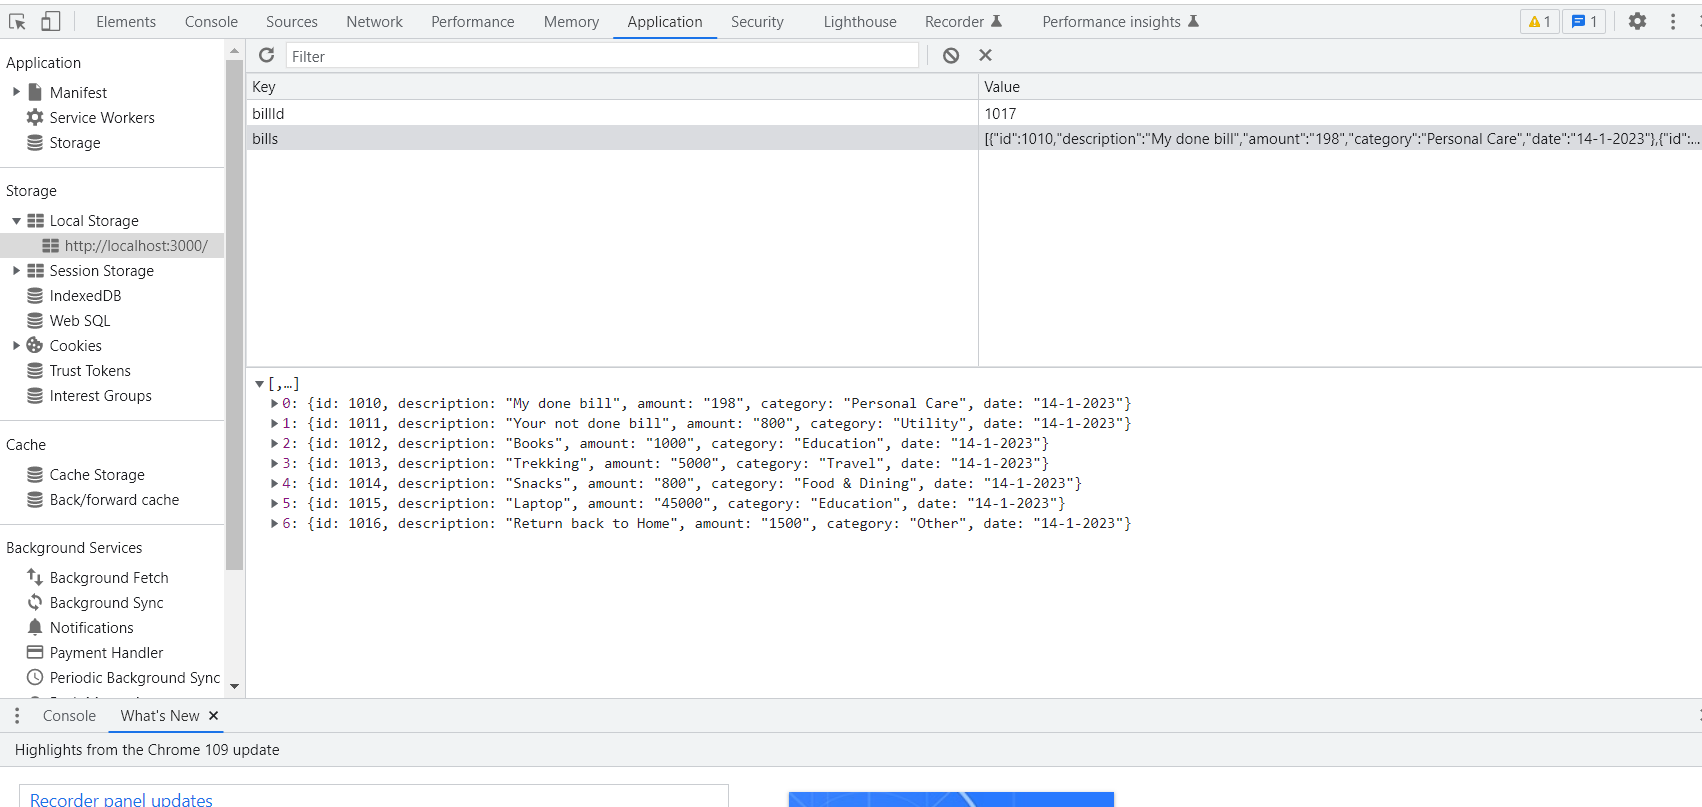 Elements Console Sources Network Performance Memory Application Security Lighthouse Recorder Performance insights 1 1
Application
Manifest
Service Workers
Storage
Storage
Local Storage
http://localhost:3000/
Session Storage
IndexedDB
Web SQL
Cookies
Trust Tokens
Interest Groups
Cache
Cache Storage
Back/forward cache
Background Services
Background Fetch
Background Sync
Notifications
Payment Handler
Periodic Background Sync
Filter
Key Value
billId 1017
bills [{"id":1010,"description":"My done bill","amount":"198","category":"Personal Care","date":"14-1-2023"},{"id":...
[,…]
0: {id: 1010, description: "My done bill", amount: "198", category: "Personal Care", date: "14-1-2023"}
1: {id: 1011, description: "Your not done bill", amount: "800", category: "Utility", date: "14-1-2023"}
2: {id: 1012, description: "Books", amount: "1000", category: "Education", date: "14-1-2023"}
3: {id: 1013, description: "Trekking", amount: "5000", category: "Travel", date: "14-1-2023"}
4: {id: 1014, description: "Snacks", amount: "800", category: "Food & Dining", date: "14-1-2023"}
5: {id: 1015, description: "Laptop", amount: "45000", category: "Education", date: "14-1-2023"}
6: {id: 1016, description: "Return back to Home", amount: "1500", category: "Other", date: "14-1-2023"}
Console What's New
Highlights from the Chrome 109 update
Recorder panel updates